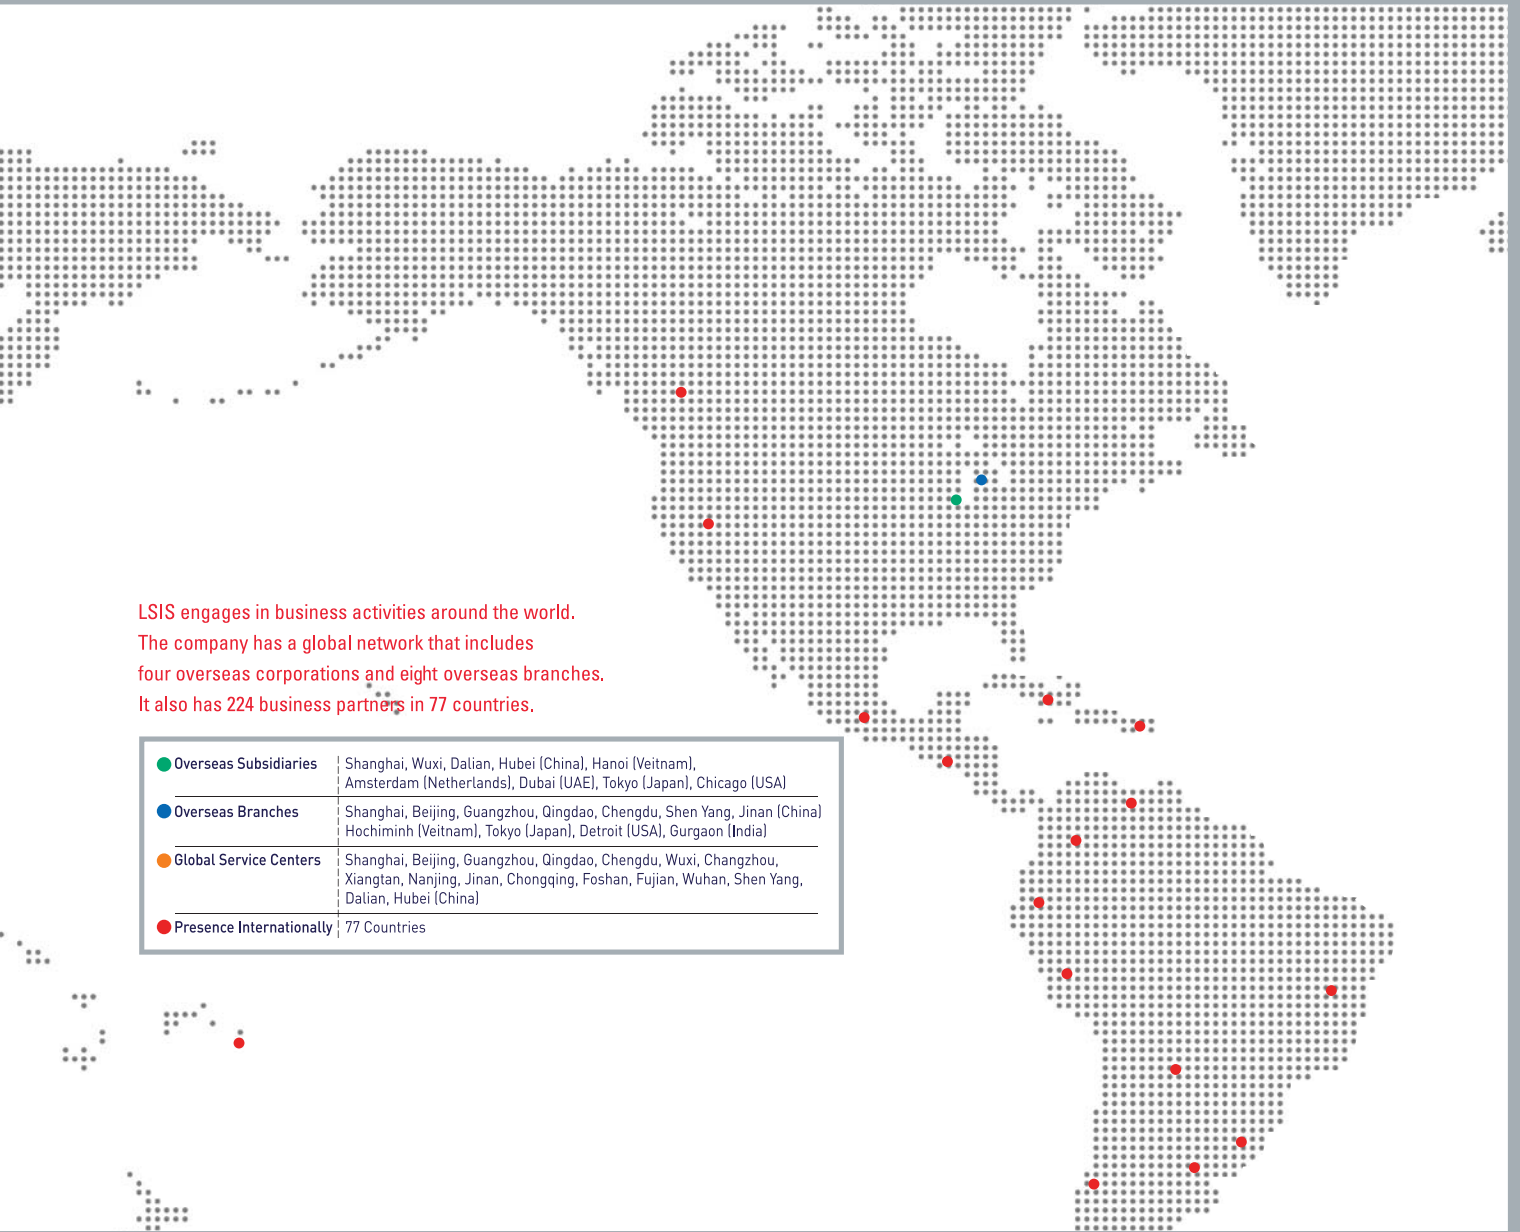 LSIS engages in business activities around the world.
The company has a global network that includes
four overseas corporations and eight overseas branches.
It also has 224 business partners in 77 countries.
Overseas Subsidiaries
Shanghai, Wuxi, Dalian, Hubei (China), Hanoi (Veitnam),
Amsterdam (Netherlands), Dubai (UAE), Tokyo (Japan), Chicago (USA)
Overseas Branches
Shanghai, Beijing, Guangzhou, Qingdao, Chengdu, Shen Yang, Jinan (China)
Hochiminh (Veitnam), Tokyo (Japan), Detroit (USA), Gurgaon (India)
Global Service Centers
Shanghai, Beijing, Guangzhou, Qingdao, Chengdu, Wuxi, Changzhou,
Xiangtan, Nanjing, Jinan, Chongqing, Foshan, Fujian, Wuhan, Shen Yang,
Dalian, Hubei (China)
Presence Internationally
77 Countries